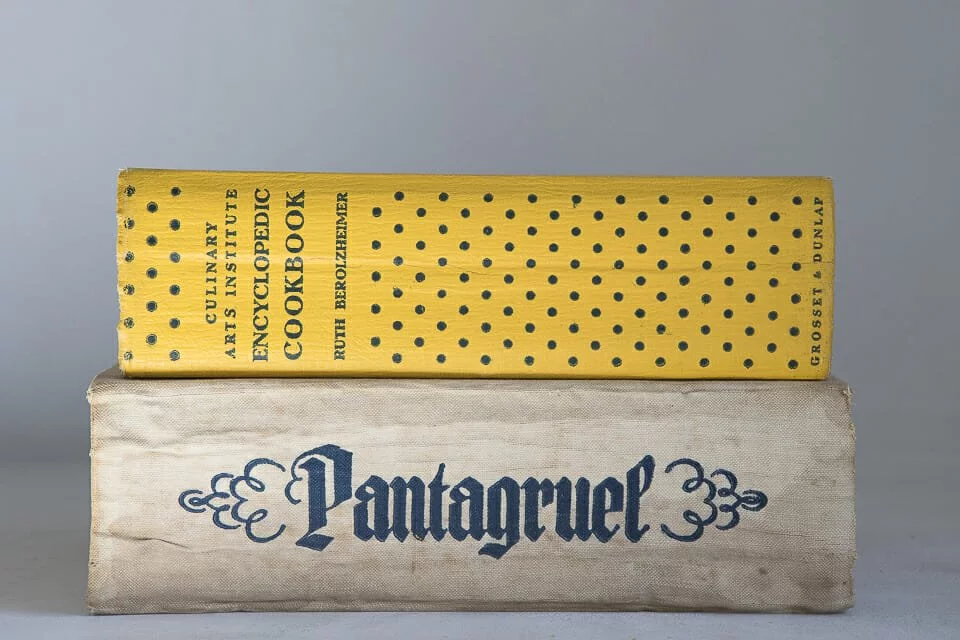 CULINARY
ARTS INSTITUTE
ENCYCLOPEDIC
COOKBOOK
RUTH BEROLZHEIMER
GROSSET & DUNLAP
Pantagruel